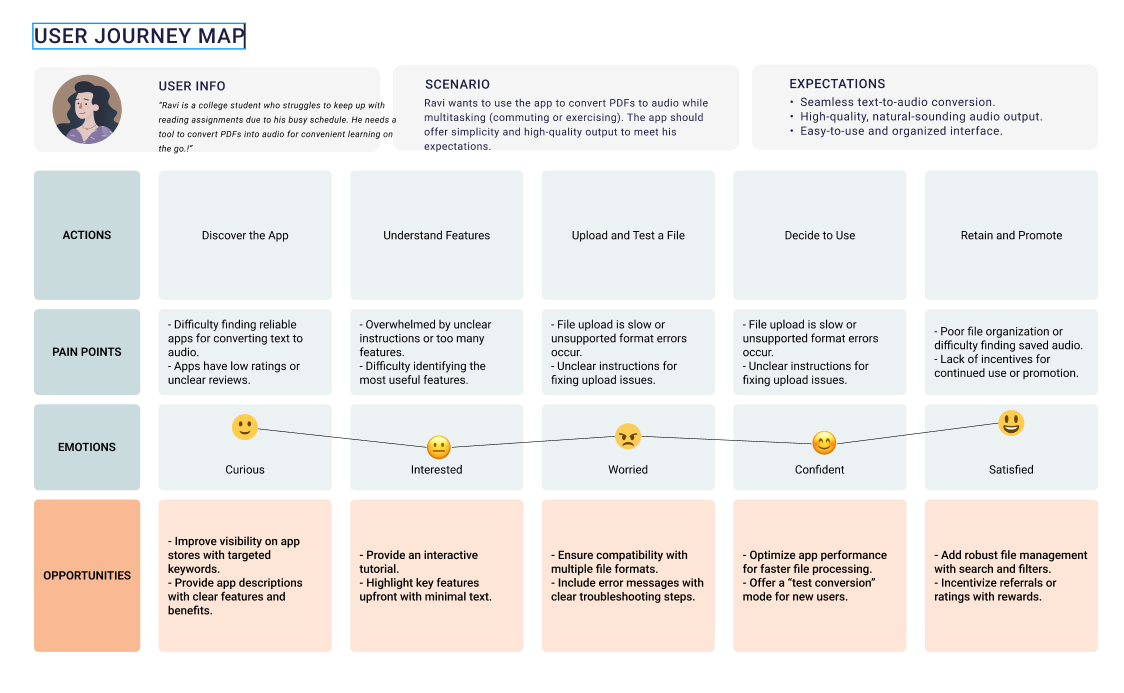 USER JOURNEY MAP
USER INFO
“Ravi is a college student who struggles to keep up with
reading assignments due to his busy schedule. He needs a
tool to convert PDFs into audio for convenient learning on
the go.!”
SCENARIO
Ravi wants to use the app to convert PDFs to audio while
multitasking (commuting or exercising). The app should
offer simplicity and high-quality output to meet his
expectations.
EXPECTATIONS
• Seamless text-to-audio conversion.
• High-quality, natural-sounding audio output.
• Easy-to-use and organized interface.
ACTIONS
Discover the App
Understand Features
Upload and Test a File
Decide to Use
Retain and Promote
PAIN POINTS
- Difficulty finding reliable
apps for converting text to
audio.
- Apps have low ratings or
unclear reviews.
- Overwhelmed by unclear
instructions or too many
features.
- Difficulty identifying the
most useful features.
- File upload is slow or
unsupported format errors
occur.
- Unclear instructions for
fixing upload issues.
- File upload is slow or
unsupported format errors
occur.
- Unclear instructions for
fixing upload issues.
- Poor file organization or
difficulty finding saved audio.
- Lack of incentives for
continued use or promotion.
EMOTIONS
Curious
Interested
Worried
Confident
Satisfied
OPPORTUNITIES
- Improve visibility on app
stores with targeted
keywords.
- Provide app descriptions
with clear features and
benefits.
- Provide an interactive
tutorial.
- Highlight key features
upfront with minimal text.
- Ensure compatibility with
multiple file formats.
- Include error messages with
clear troubleshooting steps.
- Optimize app performance
for faster file processing.
- Offer a “test conversion”
mode for new users.
- Add robust file management
with search and filters.
- Incentivize referrals or
ratings with rewards.